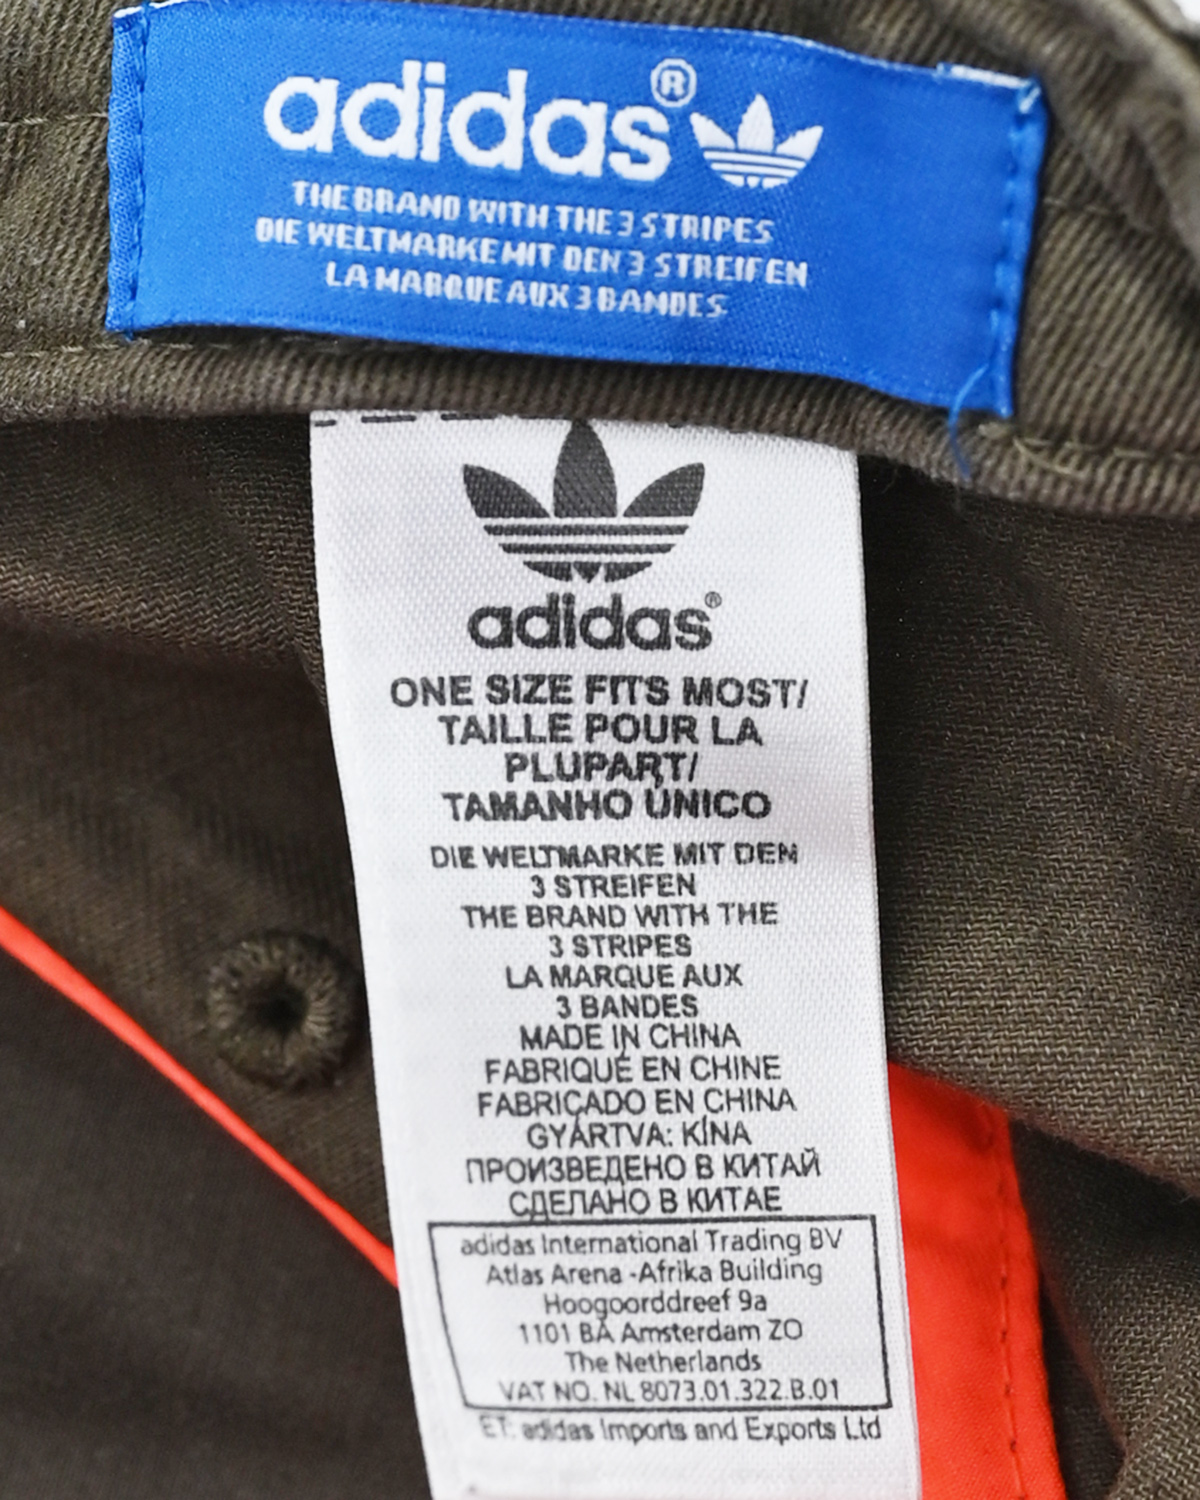 adidas®
THE BRAND WITH THE 3 STRIPES
DIE WELTMARKE MIT DEN 3 STREIFEN
LA MARQUE AUX 3 BANDES
adidas®
ONE SIZE FITS MOST/
TAILLE POUR LA
PLUPART/
TAMANHO ÚNICO
DIE WELTMARKE MIT DEN
3 STREIFEN
THE BRAND WITH THE
3 STRIPES
LA MARQUE AUX
3 BANDES
MADE IN CHINA
FABRIQUÉ EN CHINE
FABRIÇADO EN CHINA
GYÁRTVA: KÍNA
ПРОИЗВЕДЕНО В КИТАЙ
СДЕЛАНО В КИТАЕ
adidas International Trading BV
Atlas Arena -Afrika Building
Hoogoorddreef 9a
1101 BA Amsterdam ZO
The Netherlands
VAT NO. NL 8073.01.322.B.01
ET: adidas Imports and Exports Ltd